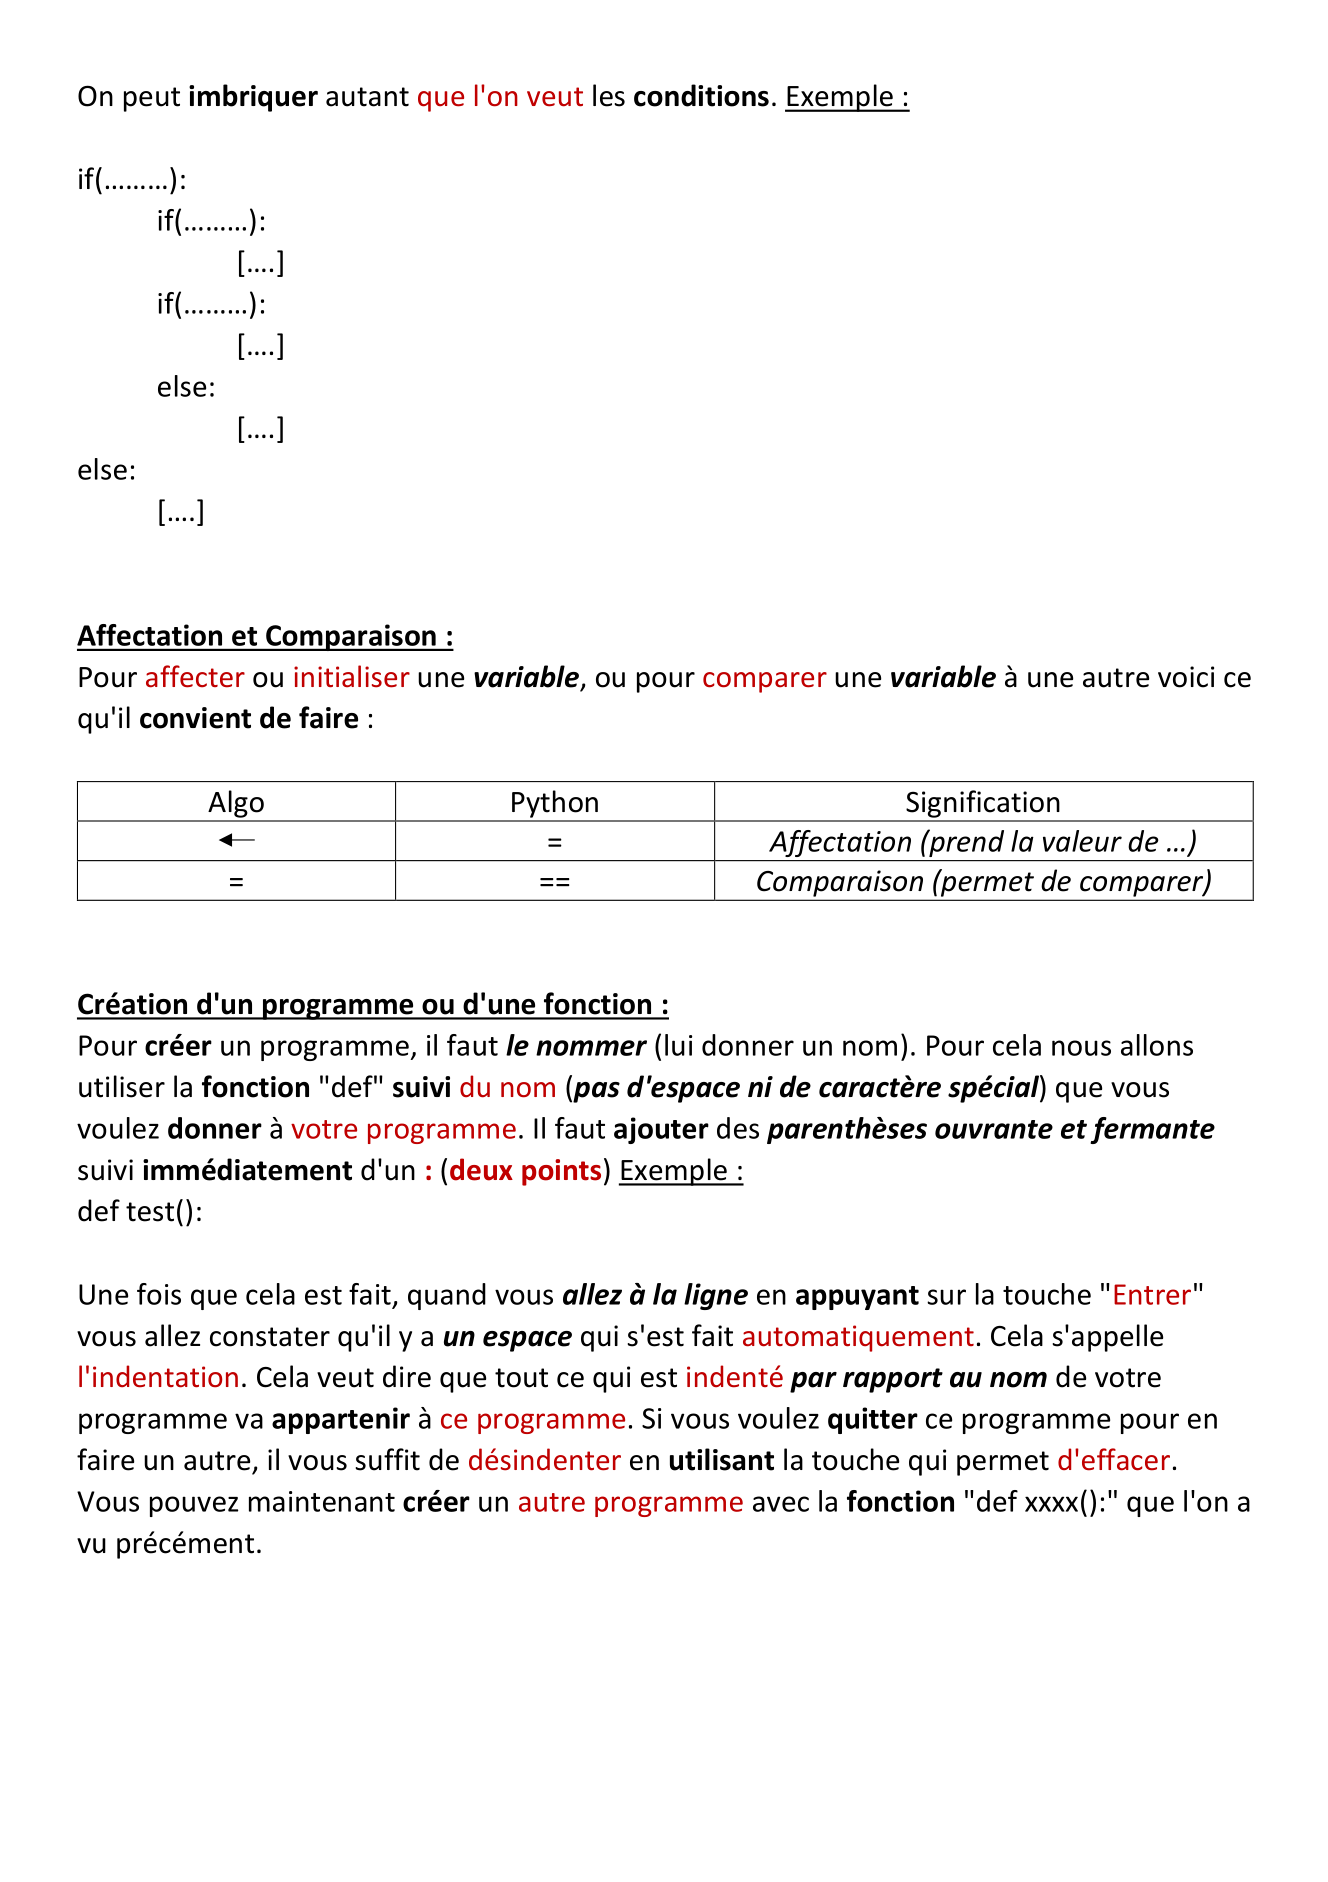 On peut imbriquer autant que l'on veut les conditions. Exemple :
if(………):
if(………):
[….]
if(………):
[….]
else:
[….]
else:
[….]
Affectation et Comparaison :
Pour affecter ou initialiser une variable, ou pour comparer une variable à une autre voici ce
qu'il convient de faire :
Algo Python Signification
← = Affectation (prend la valeur de …)
= == Comparaison (permet de comparer)
Création d'un programme ou d'une fonction :
Pour créer un programme, il faut le nommer (lui donner un nom). Pour cela nous allons
utiliser la fonction "def" suivi du nom (pas d'espace ni de caractère spécial) que vous
voulez donner à votre programme. Il faut ajouter des parenthèses ouvrante et fermante
suivi immédiatement d'un : (deux points) Exemple :
def test():
Une fois que cela est fait, quand vous allez à la ligne en appuyant sur la touche "Entrer"
vous allez constater qu'il y a un espace qui s'est fait automatiquement. Cela s'appelle
l'indentation. Cela veut dire que tout ce qui est indenté par rapport au nom de votre
programme va appartenir à ce programme. Si vous voulez quitter ce programme pour en
faire un autre, il vous suffit de désindenter en utilisant la touche qui permet d'effacer.
Vous pouvez maintenant créer un autre programme avec la fonction "def xxxx():" que l'on a
vu précément.